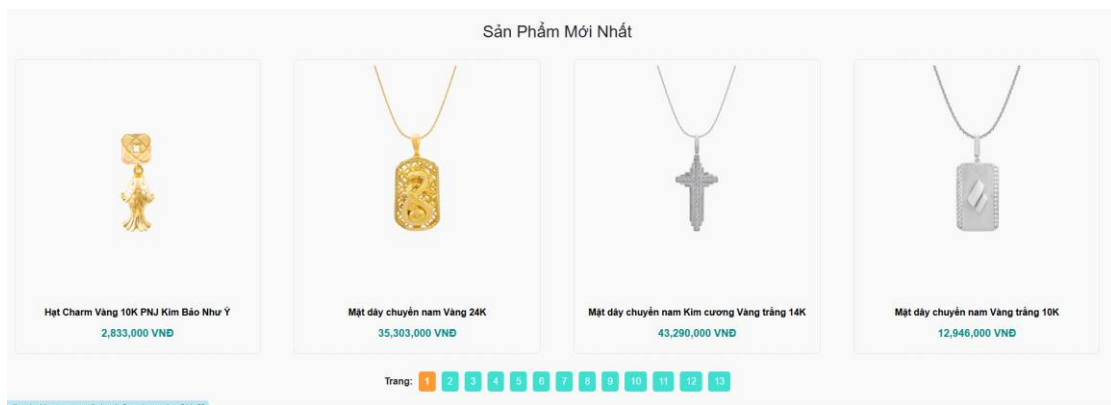 Sản Phẩm Mới Nhất
Hạt Charm Vàng 10K PNJ Kim Bảo Như Ý
2,833,000 VNĐ
Mặt dây chuyền nam Vàng 24K
35,303,000 VNĐ
Mặt dây chuyền nam Kim cương Vàng trắng 14K
43,290,000 VNĐ
Mặt dây chuyền nam Vàng trắng 10K
12,946,000 VNĐ
Trang: 1 2 3 4 5 6 7 8 9 10 11 12 13